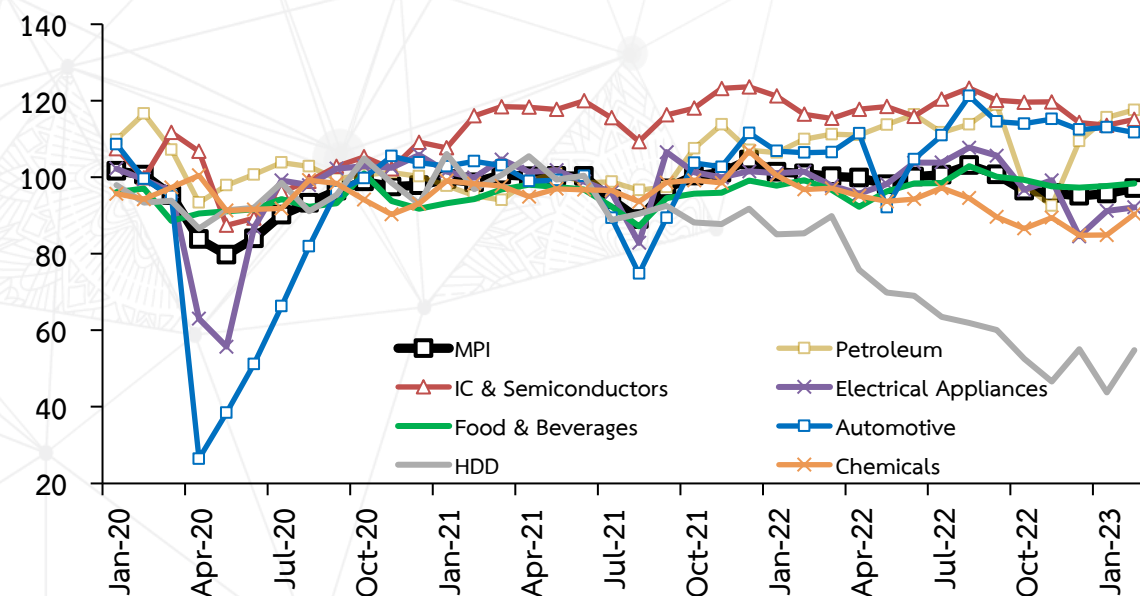 140
120
100
80
60
40
20
MPI
Petroleum
IC & Semiconductors
Electrical Appliances
Food & Beverages
Automotive
HDD
Chemicals
Jan-20
Apr-20
Jul-20
Oct-20
Jan-21
Apr-21
Jul-21
Oct-21
Jan-22
Apr-22
Jul-22
Oct-22
Jan-23